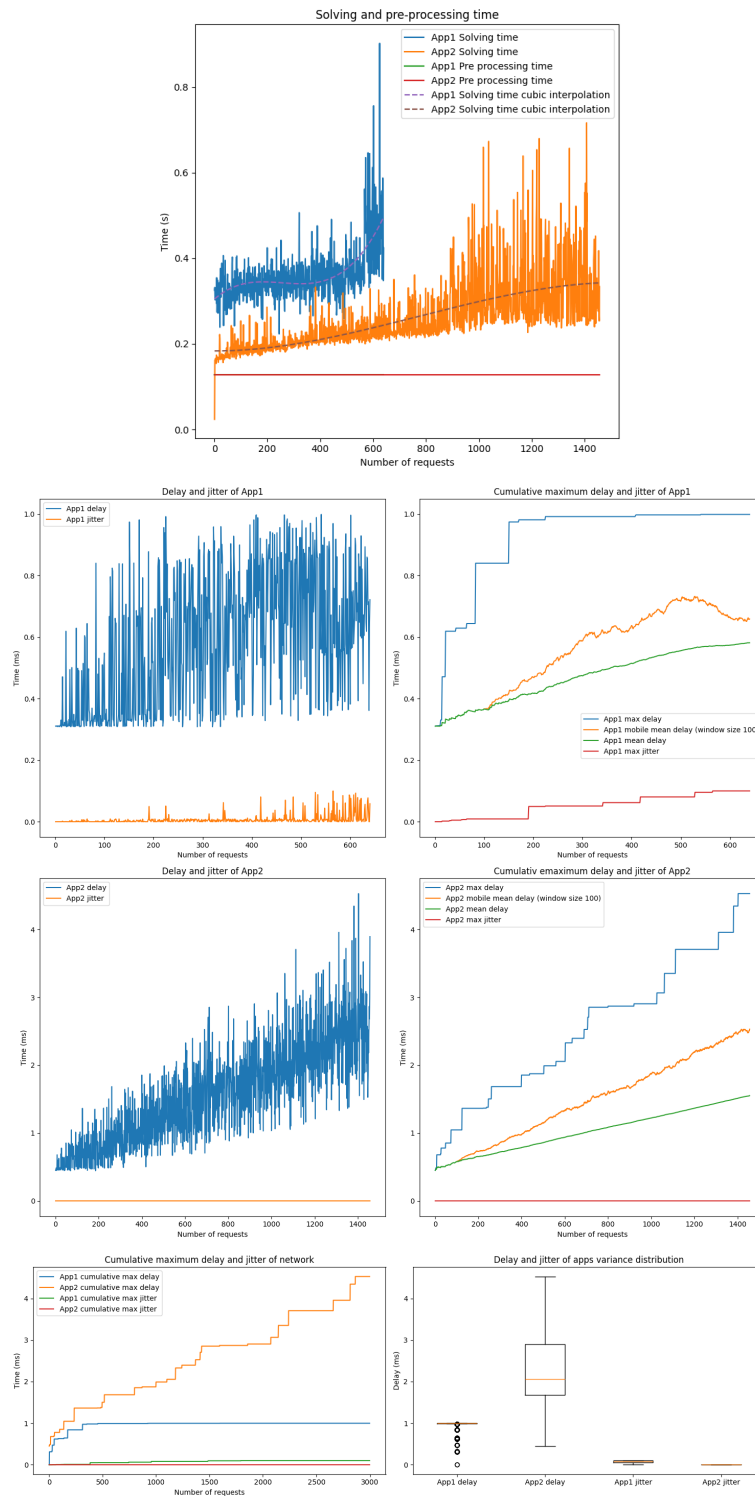 Solving and pre-processing time
App1 Solving time
App2 Solving time
App1 Pre processing time
App2 Pre processing time
App1 Solving time cubic interpolation
App2 Solving time cubic interpolation
Time (s)
0.8
0.6
0.4
0.2
0.0
0 200 400 600 800 1000 1200 1400
Number of requests
Delay and jitter of App1
App1 delay
App1 jitter
Time (ms)
1.0
0.8
0.6
0.4
0.2
0.0
0 100 200 300 400 500 600
Number of requests
Cumulative maximum delay and jitter of App1
Time (ms)
1.0
0.8
0.6
0.4
0.2
0.0
App1 max delay
App1 mobile mean delay (window size 100)
App1 mean delay
App1 max jitter
0 100 200 300 400 500 600
Number of requests
Delay and jitter of App2
App2 delay
App2 jitter
Time (ms)
4
3
2
1
0
0 200 400 600 800 1000 1200 1400
Number of requests
Cumulativ emaximum delay and jitter of App2
App2 max delay
App2 mobile mean delay (window size 100)
App2 mean delay
App2 max jitter
Time (ms)
4
3
2
1
0
0 200 400 600 800 1000 1200 1400
Number of requests
Cumulative maximum delay and jitter of network
App1 cumulative max delay
App2 cumulative max delay
App1 cumulative max jitter
App2 cumulative max jitter
Time (ms)
4
3
2
1
0
0 500 1000 1500 2000 2500 3000
Number of requests
Delay and jitter of apps variance distribution
Delay (ms)
4
3
2
1
0
App1 delay App2 delay App1 jitter App2 jitter